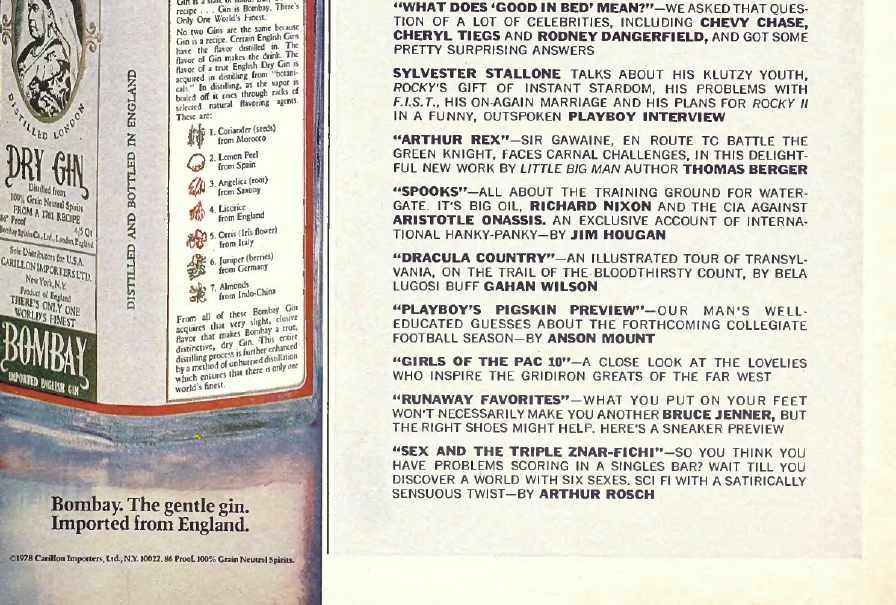 recipe . . . Gin is Bombay. There's
Only One World's Finest.
No two Gins are the same because
Gin is a recipe. Certain English Gins
have the flavor distilled in. The
flavor of Gin makes the drink. The
flavor of a true English Dry Gin is
acquired in distilling from "botani-
cals." In distilling, as the vapor is
boiled off it goes through racks of
selected natural flavoring agents.
These are:
1. Coriander (seeds)
from Morocco
2. Lemon Peel
from Spain
3. Angelica (root)
from Saxony
4. Licorice
from England
5. Orris (Iris flower)
from Italy
6. Juniper (berries)
from Germany
7. Almonds
from Indo-China
From all of these Bombay Gin
acquires that very slight, elusive
flavor that makes Bombay a true,
distinctive, dry Gin. This entire
distilling process is further enhanced
by a method of unhurried distillation
which ensures that there is only one
world's finest.
DISTILLED AND BOTTLED IN ENGLAND
DISTILLED LONDON
DRY GIN
Distilled from
100% Grain Neutral Spirits
FROM A 1761 RECIPE
86° Proof 4/5 Qt
Bombay Spirits Co., Ltd., London, England
Sole Distributors for U.S.A.
CARILLON IMPORTERS LTD.
New York, N.Y.
Product of England
THERE'S ONLY ONE
WORLD'S FINEST
BOMBAY
IMPORTED ENGLISH GIN
Bombay. The gentle gin.
Imported from England.
©1978 Carillon Importers, Ltd., N.Y. 10022. 86 Proof. 100% Grain Neutral Spirits.
"WHAT DOES 'GOOD IN BED' MEAN?"—WE ASKED THAT QUES-
TION OF A LOT OF CELEBRITIES, INCLUDING CHEVY CHASE,
CHERYL TIEGS AND RODNEY DANGERFIELD, AND GOT SOME
PRETTY SURPRISING ANSWERS
SYLVESTER STALLONE TALKS ABOUT HIS KLUTZY YOUTH,
ROCKY'S GIFT OF INSTANT STARDOM, HIS PROBLEMS WITH
F.I.S.T., HIS ON-AGAIN MARRIAGE AND HIS PLANS FOR ROCKY II
IN A FUNNY, OUTSPOKEN PLAYBOY INTERVIEW
"ARTHUR REX"—SIR GAWAINE, EN ROUTE TO BATTLE THE
GREEN KNIGHT, FACES CARNAL CHALLENGES, IN THIS DELIGHT-
FUL NEW WORK BY LITTLE BIG MAN AUTHOR THOMAS BERGER
"SPOOKS"—ALL ABOUT THE TRAINING GROUND FOR WATER-
GATE. IT'S BIG OIL, RICHARD NIXON AND THE CIA AGAINST
ARISTOTLE ONASSIS. AN EXCLUSIVE ACCOUNT OF INTERNA-
TIONAL HANKY-PANKY—BY JIM HOUGAN
"DRACULA COUNTRY"—AN ILLUSTRATED TOUR OF TRANSYL-
VANIA, ON THE TRAIL OF THE BLOODTHIRSTY COUNT, BY BELA
LUGOSI BUFF GAHAN WILSON
"PLAYBOY'S PIGSKIN PREVIEW"—OUR MAN'S WELL-
EDUCATED GUESSES ABOUT THE FORTHCOMING COLLEGIATE
FOOTBALL SEASON—BY ANSON MOUNT
"GIRLS OF THE PAC 10"—A CLOSE LOOK AT THE LOVELIES
WHO INSPIRE THE GRIDIRON GREATS OF THE FAR WEST
"RUNAWAY FAVORITES"—WHAT YOU PUT ON YOUR FEET
WON'T NECESSARILY MAKE YOU ANOTHER BRUCE JENNER, BUT
THE RIGHT SHOES MIGHT HELP. HERE'S A SNEAKER PREVIEW
"SEX AND THE TRIPLE ZNAR-FICHI"—SO YOU THINK YOU
HAVE PROBLEMS SCORING IN A SINGLES BAR? WAIT TILL YOU
DISCOVER A WORLD WITH SIX SEXES. SCI FI WITH A SATIRICALLY
SENSUOUS TWIST—BY ARTHUR ROSCH